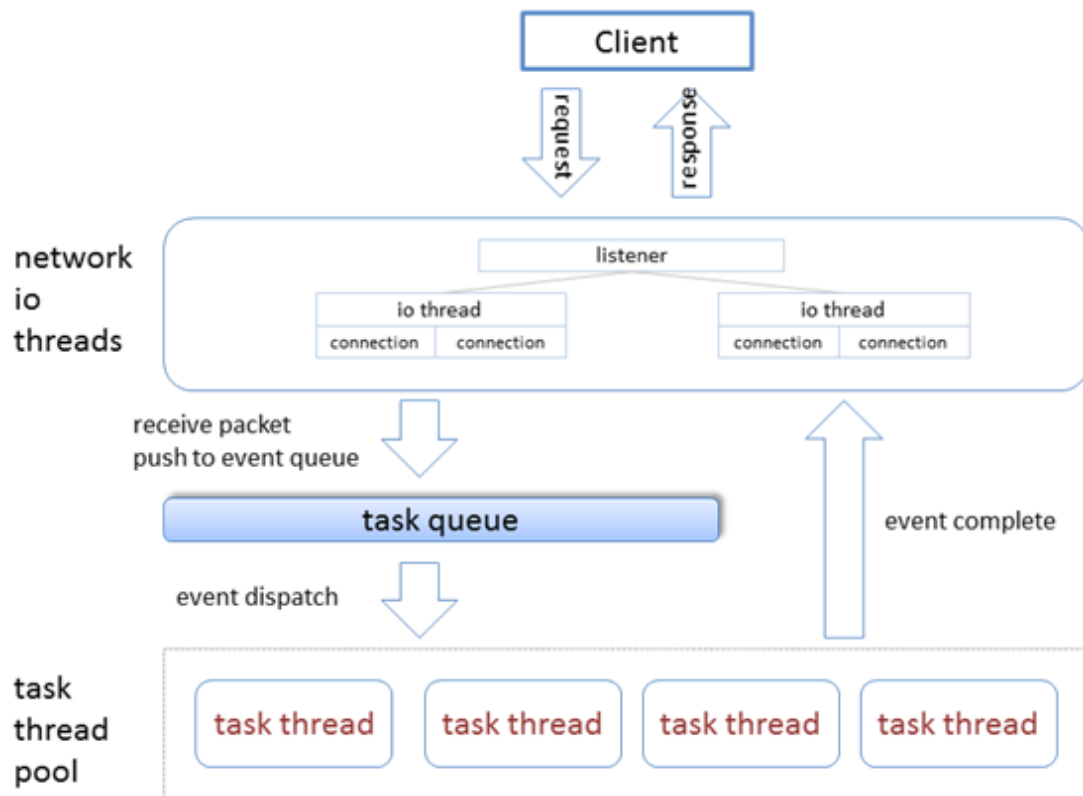 Client
request
response
network
io
threads
listener
io thread
io thread
connection
connection
connection
connection
receive packet
push to event queue
task queue
event complete
event dispatch
task
thread
pool
task thread
task thread
task thread
task thread